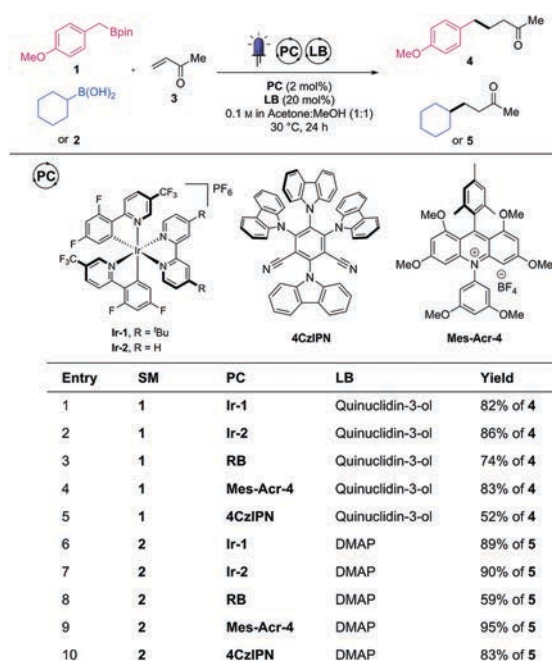 Bpin
MeO
1
B(OH)2
or 2
+
Me
O
3
PC LB
PC (2 mol%)
LB (20 mol%)
0.1 M in Acetone:MeOH (1:1)
30 °C, 24 h
MeO
O
Me
4
O
Me
or 5
PC
PF6
CF3
F
N
R
F
Ir
N
F3C
N
N
R
F
F
Ir-1, R = tBu
Ir-2, R = H
N
N
N
NC
CN
N
4CzIPN
OMe
OMe
MeO
N
OMe
BF4
MeO
OMe
Mes-Acr-4
Entry SM PC LB Yield
1 1 Ir-1 Quinuclidin-3-ol 82% of 4
2 1 Ir-2 Quinuclidin-3-ol 86% of 4
3 1 RB Quinuclidin-3-ol 74% of 4
4 1 Mes-Acr-4 Quinuclidin-3-ol 83% of 4
5 1 4CzIPN Quinuclidin-3-ol 52% of 4
6 2 Ir-1 DMAP 89% of 5
7 2 Ir-2 DMAP 90% of 5
8 2 RB DMAP 59% of 5
9 2 Mes-Acr-4 DMAP 95% of 5
10 2 4CzIPN DMAP 83% of 5